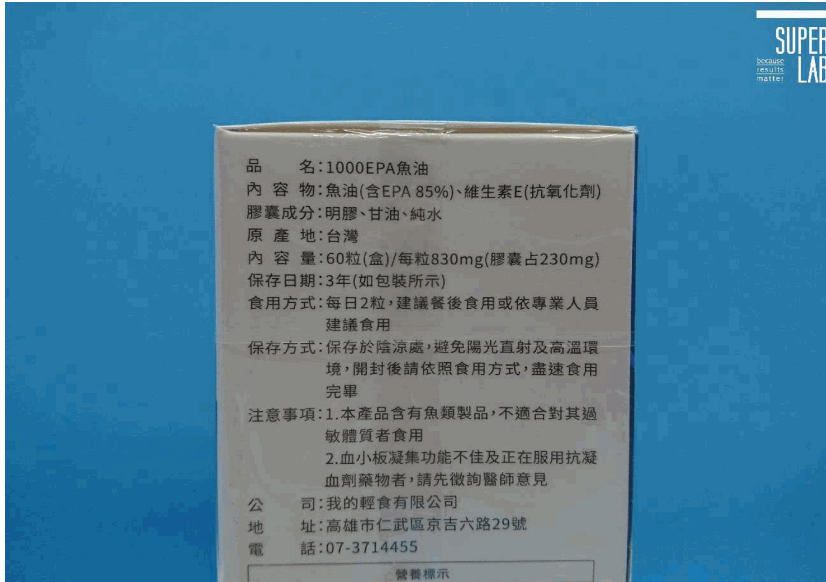 SUPER
LAB
because
results
matter
品名:1000EPA魚油
內容物:魚油(含EPA 85%)、維生素E(抗氧化劑)
膠囊成分:明膠、甘油、純水
原產地:台灣
內容量:60粒(盒)/每粒830mg(膠囊占230mg)
保存日期:3年(如包裝所示)
食用方式:每日2粒,建議餐後食用或依專業人員
建議食用
保存方式:保存於陰涼處,避免陽光直射及高溫環
境,開封後請依照食用方式,盡速食用
完畢
注意事項:1.本產品含有魚類製品,不適合對其過
敏體質者食用
2.血小板凝集功能不佳及正在服用抗凝
血劑藥物者,請先徵詢醫師意見
公司:我的輕食有限公司
地址:高雄市仁武區京吉六路29號
電話:07-3714455
營養標示